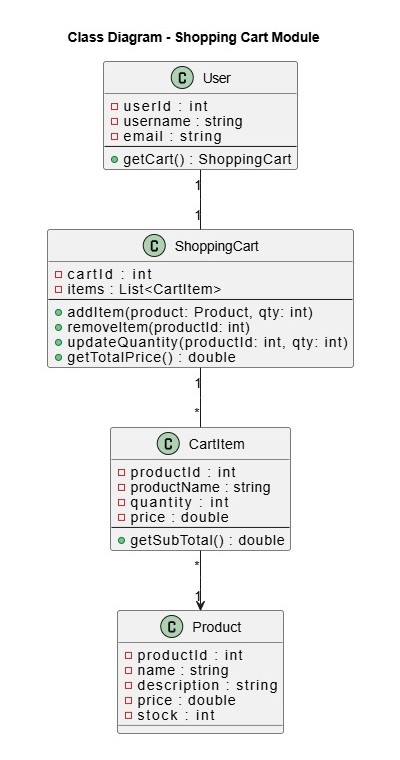 Class Diagram - Shopping Cart Module
C User
userId : int
username : string
email : string
getCart() : ShoppingCart
1
1
C ShoppingCart
cartId : int
items : List<CartItem>
addItem(product: Product, qty: int)
removeItem(productId: int)
updateQuantity(productId: int, qty: int)
getTotalPrice() : double
1
*
C CartItem
productId : int
productName : string
quantity : int
price : double
getSubTotal() : double
*
1
C Product
productId : int
name : string
description : string
price : double
stock : int